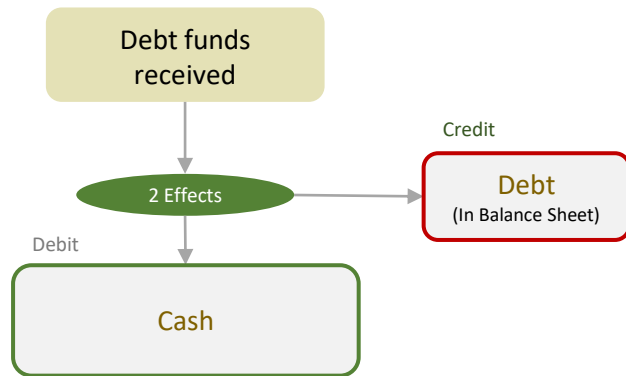 Debt funds
received
Credit
2 Effects
Debt
(In Balance Sheet)
Debit
Cash